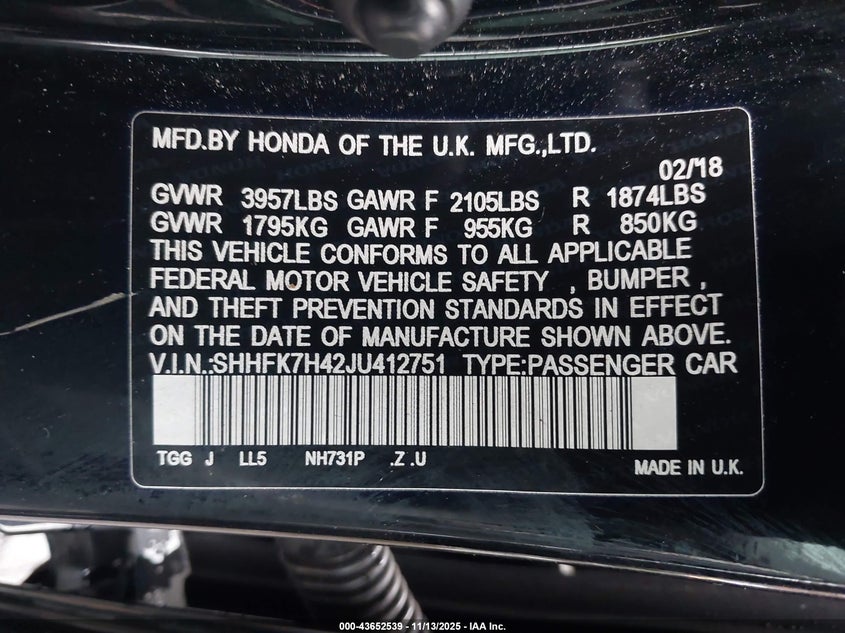 MFD.BY HONDA OF THE U.K. MFG.,LTD.
02/'18
GVWR 3957LBS GAWR F 2105LBS R 1874LBS
GVWR 1795KG GAWR F 955KG R 850KG
THIS VEHICLE CONFORMS TO ALL APPLICABLE
FEDERAL MOTOR VEHICLE SAFETY , BUMPER ,
AND THEFT PREVENTION STANDARDS IN EFFECT
ON THE DATE OF MANUFACTURE SHOWN ABOVE.
V.I.N.:SHHFK7H42JU412751 TYPE:PASSENGER CAR
TGG J LL5 NH731P .Z .U
MADE IN U.K.
000-43652539 - 11/13/2025 - IAA Inc.